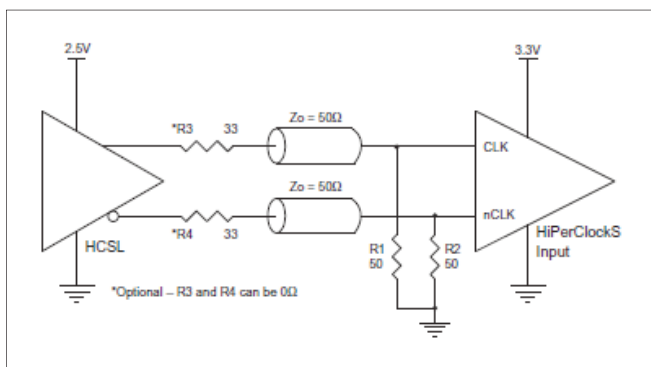 2.5V
3.3V
*R3 33
Zo = 50Ω
CLK
Zo = 50Ω
*R4 33
nCLK
HCSL
R1
50
R2
50
HiPerClockS
Input
*Optional – R3 and R4 can be 0Ω